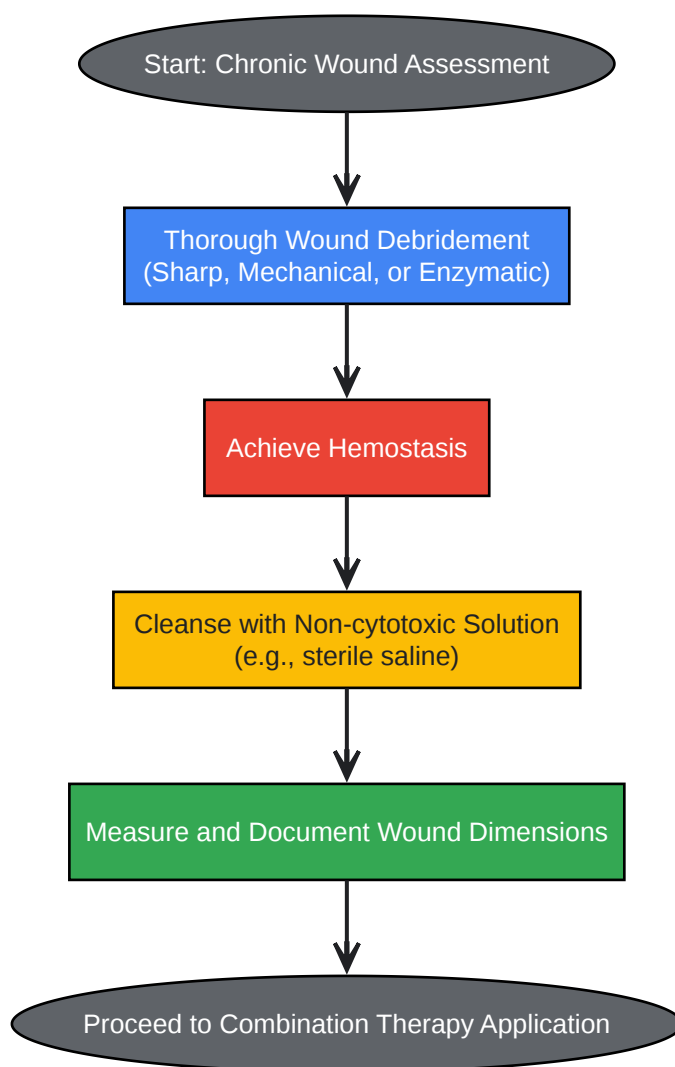 Start: Chronic Wound Assessment
Thorough Wound Debridement
(Sharp, Mechanical, or Enzymatic)
Achieve Hemostasis
Cleanse with Non-cytotoxic Solution
(e.g., sterile saline)
Measure and Document Wound Dimensions
Proceed to Combination Therapy Application